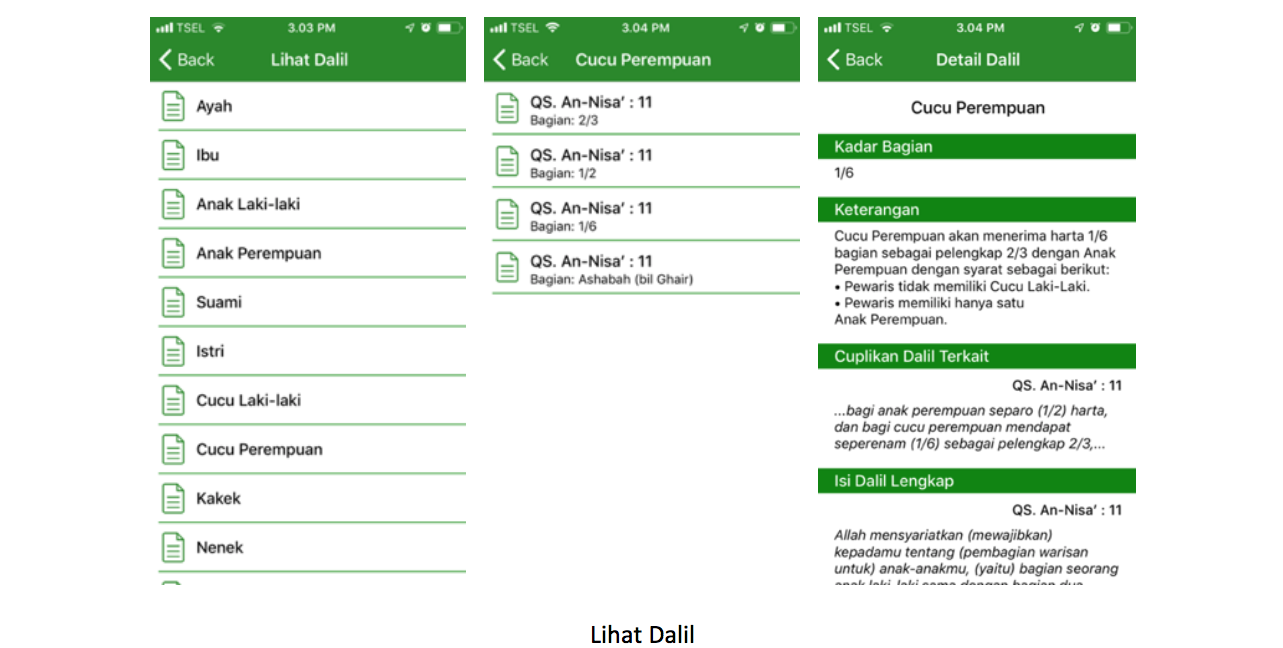 TSEL 3.03 PM
Back Lihat Dalil
Ayah
Ibu
Anak Laki-laki
Anak Perempuan
Suami
Istri
Cucu Laki-laki
Cucu Perempuan
Kakek
Nenek
TSEL 3.04 PM
Back Cucu Perempuan
QS. An-Nisa’ : 11
Bagian: 2/3
QS. An-Nisa’ : 11
Bagian: 1/2
QS. An-Nisa’ : 11
Bagian: 1/6
QS. An-Nisa’ : 11
Bagian: Ashabah (bil Ghair)
TSEL 3.04 PM
Back Detail Dalil
Cucu Perempuan
Kadar Bagian
1/6
Keterangan
Cucu Perempuan akan menerima harta 1/6
bagian sebagai pelengkap 2/3 dengan Anak
Perempuan dengan syarat sebagai berikut:
• Pewaris tidak memiliki Cucu Laki-Laki.
• Pewaris memiliki hanya satu
Anak Perempuan.
Cuplikan Dalil Terkait
QS. An-Nisa’ : 11
...bagi anak perempuan separo (1/2) harta,
dan bagi cucu perempuan mendapat
seperenam (1/6) sebagai pelengkap 2/3,...
Isi Dalil Lengkap
QS. An-Nisa’ : 11
Allah mensyariatkan (mewajibkan)
kepadamu tentang (pembagian warisan
untuk) anak-anakmu, (yaitu) bagian seorang
anak laki-laki sama dengan bagian dua
Lihat Dalil